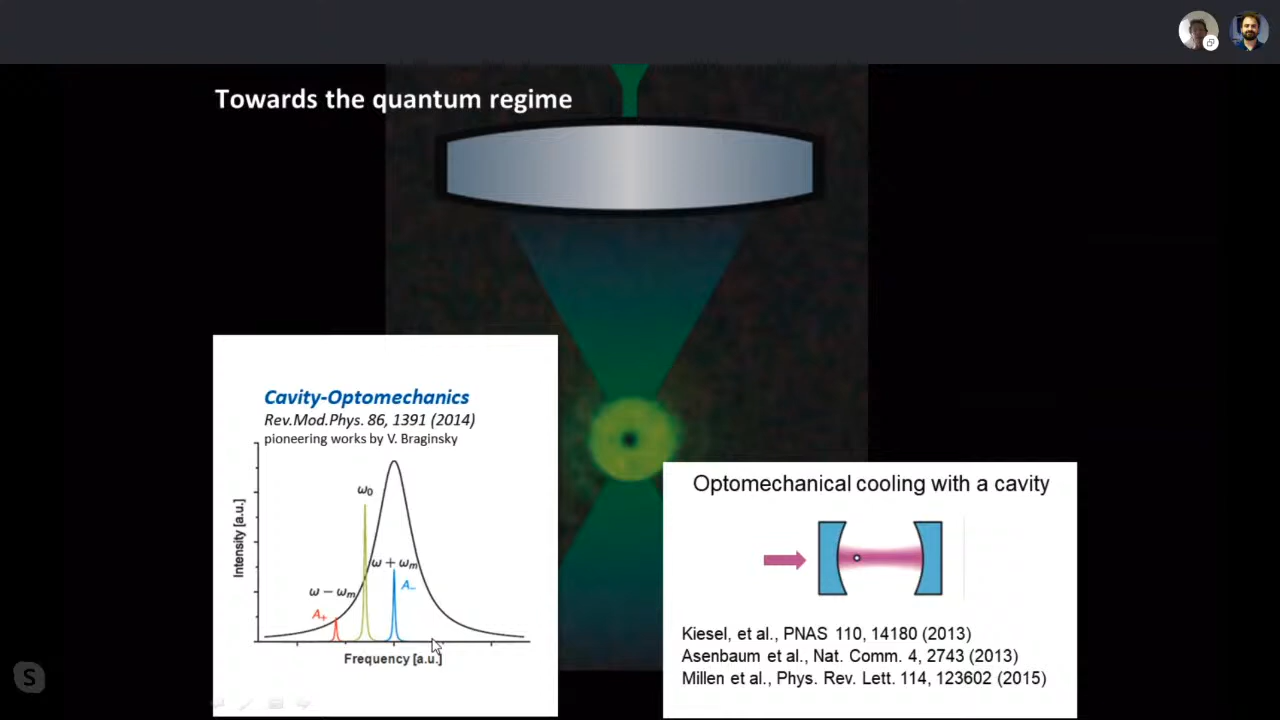 Towards the quantum regime
Cavity-Optomechanics
Rev.Mod.Phys. 86, 1391 (2014)
pioneering works by V. Braginsky
Intensity [a.u.]
ω₀
ω + ωₘ
A₋
ω − ωₘ
A₊
Frequency [a.u.]
Optomechanical cooling with a cavity
Kiesel, et al., PNAS 110, 14180 (2013)
Asenbaum et al., Nat. Comm. 4, 2743 (2013)
Millen et al., Phys. Rev. Lett. 114, 123602 (2015)
S